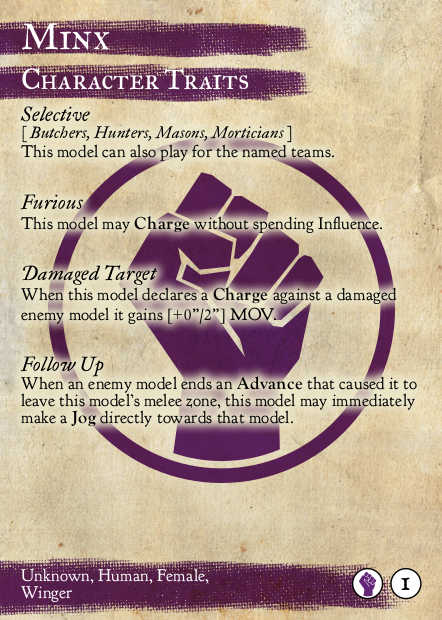 Minx
Character Traits
Selective
[ Butchers, Hunters, Masons, Morticians ]
This model can also play for the named teams.
Furious
This model may Charge without spending Influence.
Damaged Target
When this model declares a Charge against a damaged
enemy model it gains [+0"/2"] MOV.
Follow Up
When an enemy model ends an Advance that caused it to
leave this model's melee zone, this model may immediately
make a Jog directly towards that model.
Unknown, Human, Female,
Winger
1